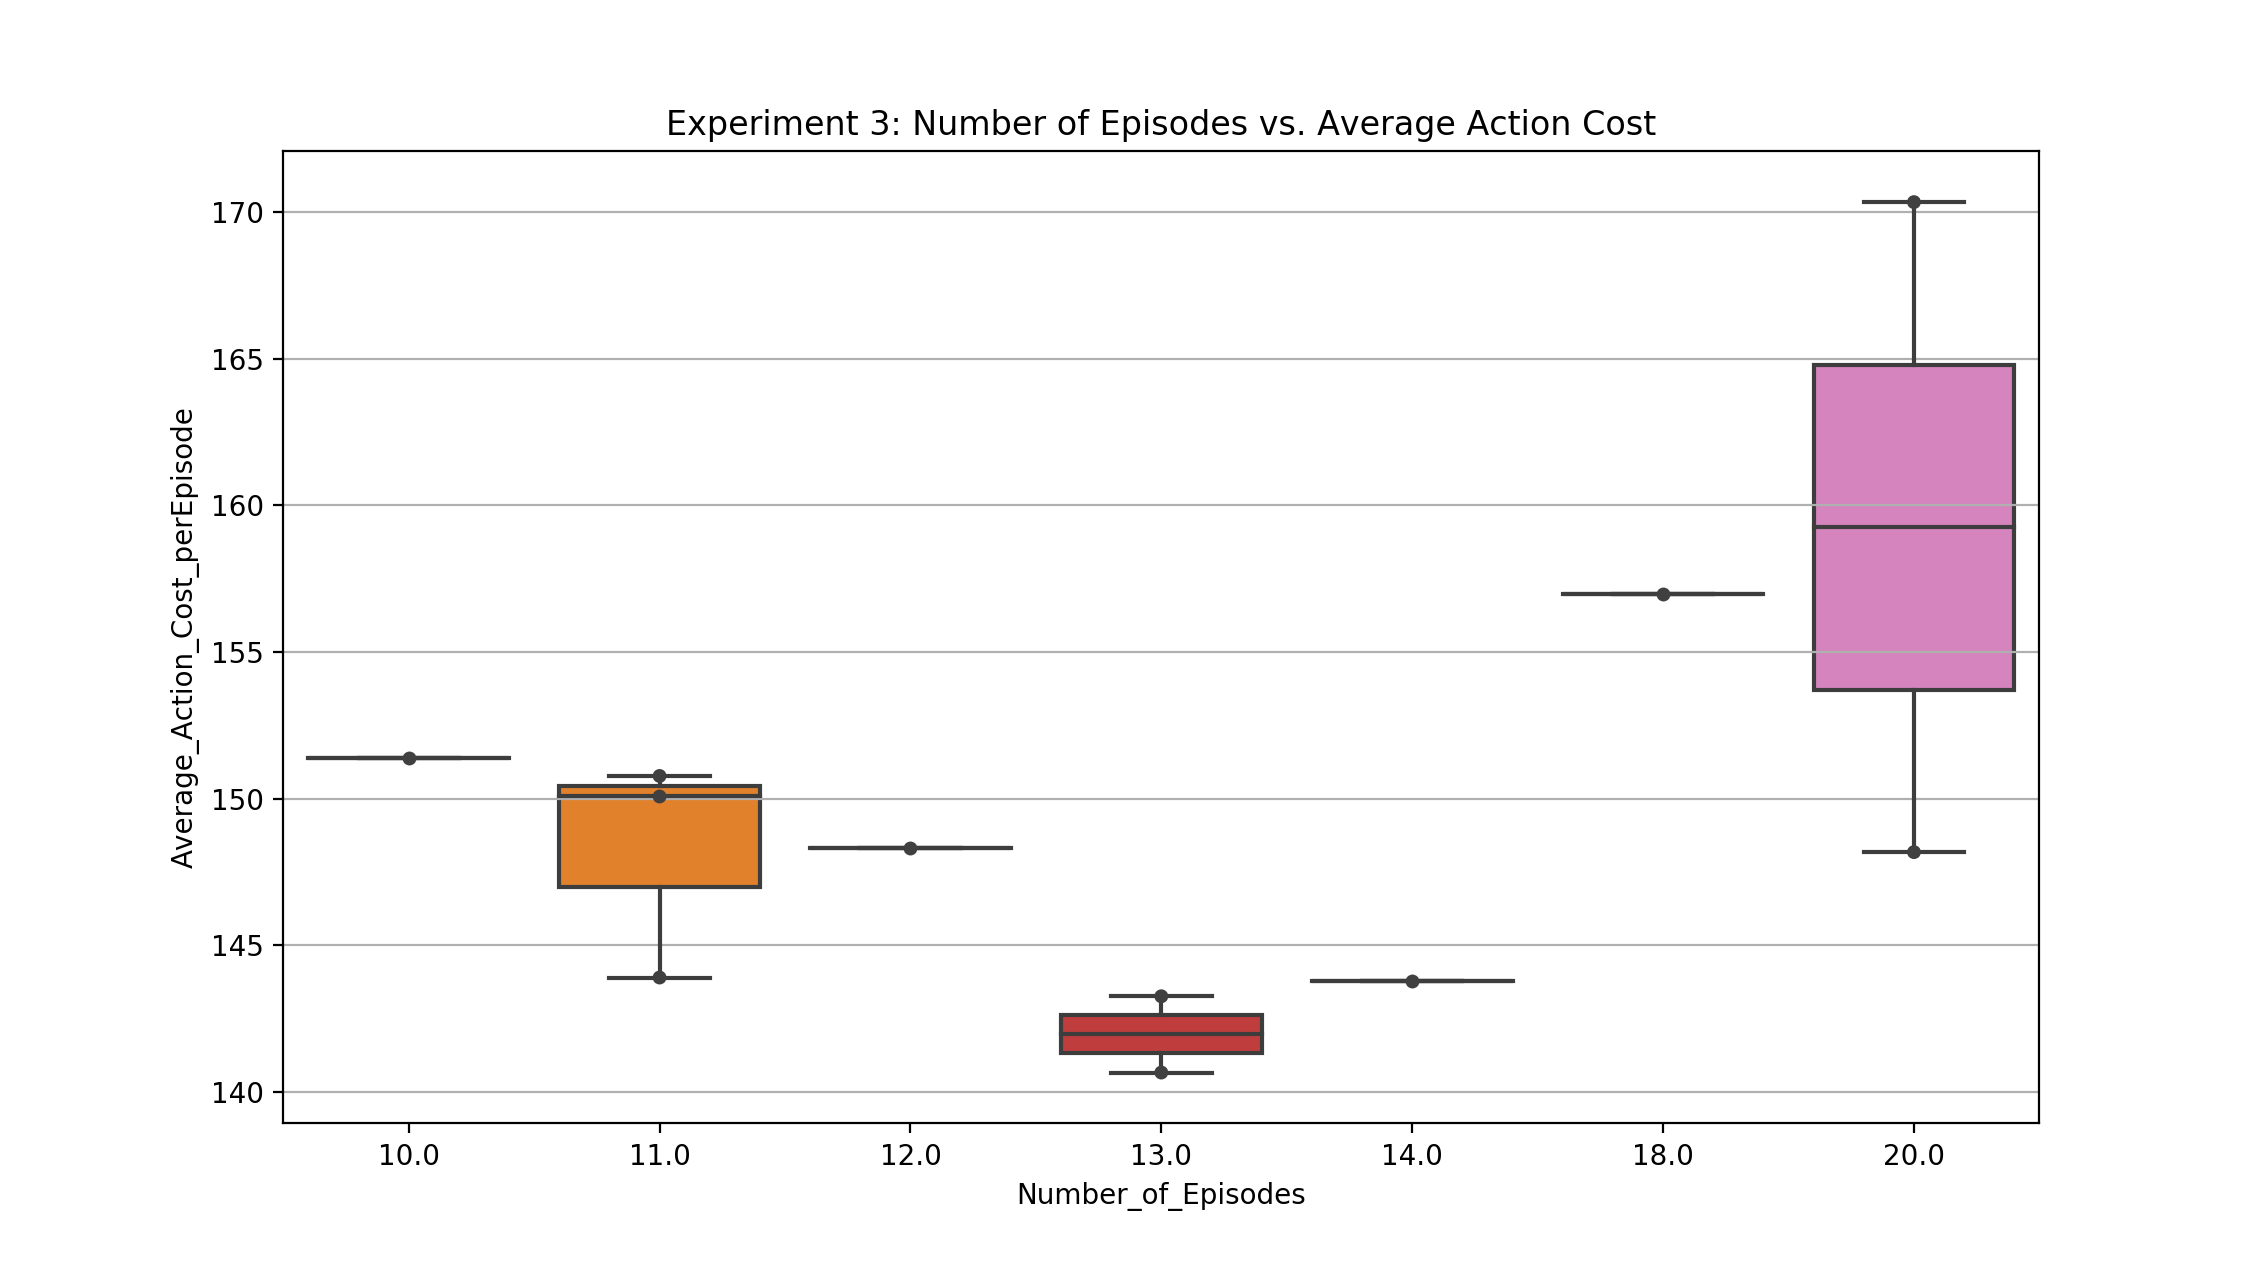 Experiment 3: Number of Episodes vs. Average Action Cost
Average_Action_Cost_perEpisode
170
165
160
155
150
145
140
10.0 11.0 12.0 13.0 14.0 18.0 20.0
Number_of_Episodes